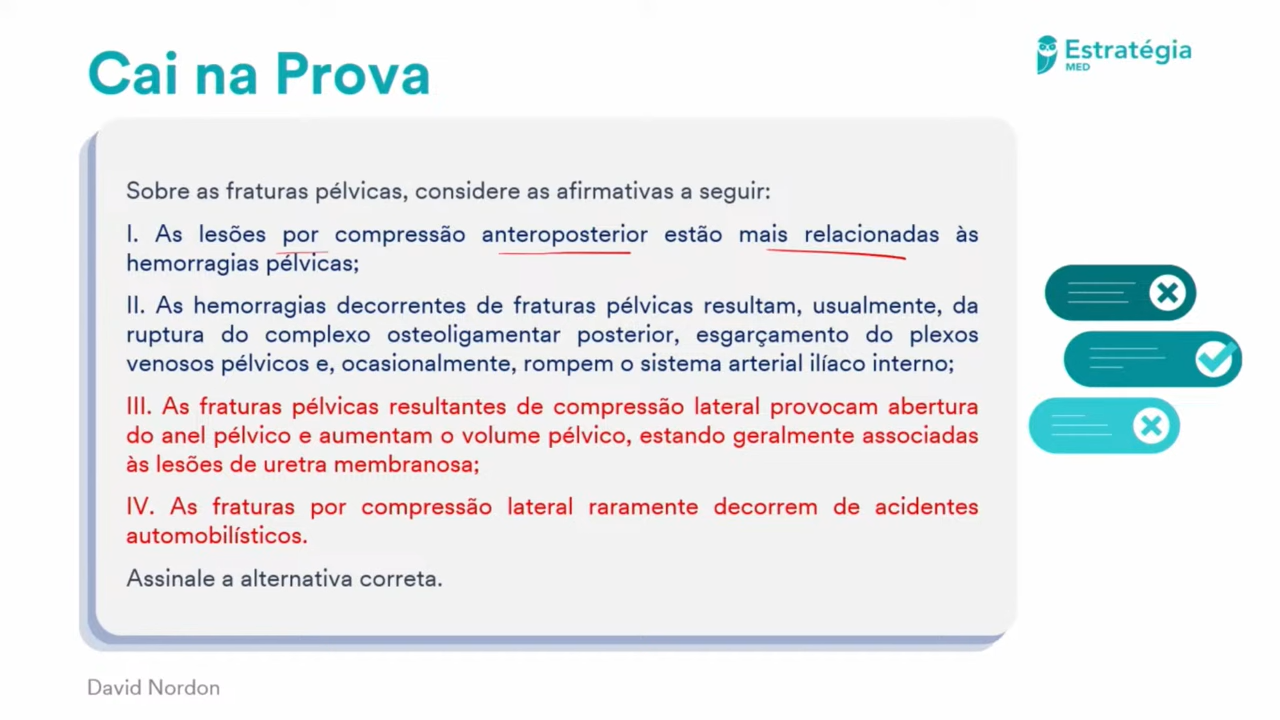 Cai na Prova
Estratégia
MED
Sobre as fraturas pélvicas, considere as afirmativas a seguir:
I. As lesões por compressão anteroposterior estão mais relacionadas às
hemorragias pélvicas;
II. As hemorragias decorrentes de fraturas pélvicas resultam, usualmente, da
ruptura do complexo osteoligamentar posterior, esgarçamento do plexos
venosos pélvicos e, ocasionalmente, rompem o sistema arterial ilíaco interno;
III. As fraturas pélvicas resultantes de compressão lateral provocam abertura
do anel pélvico e aumentam o volume pélvico, estando geralmente associadas
às lesões de uretra membranosa;
IV. As fraturas por compressão lateral raramente decorrem de acidentes
automobilísticos.
Assinale a alternativa correta.
David Nordon